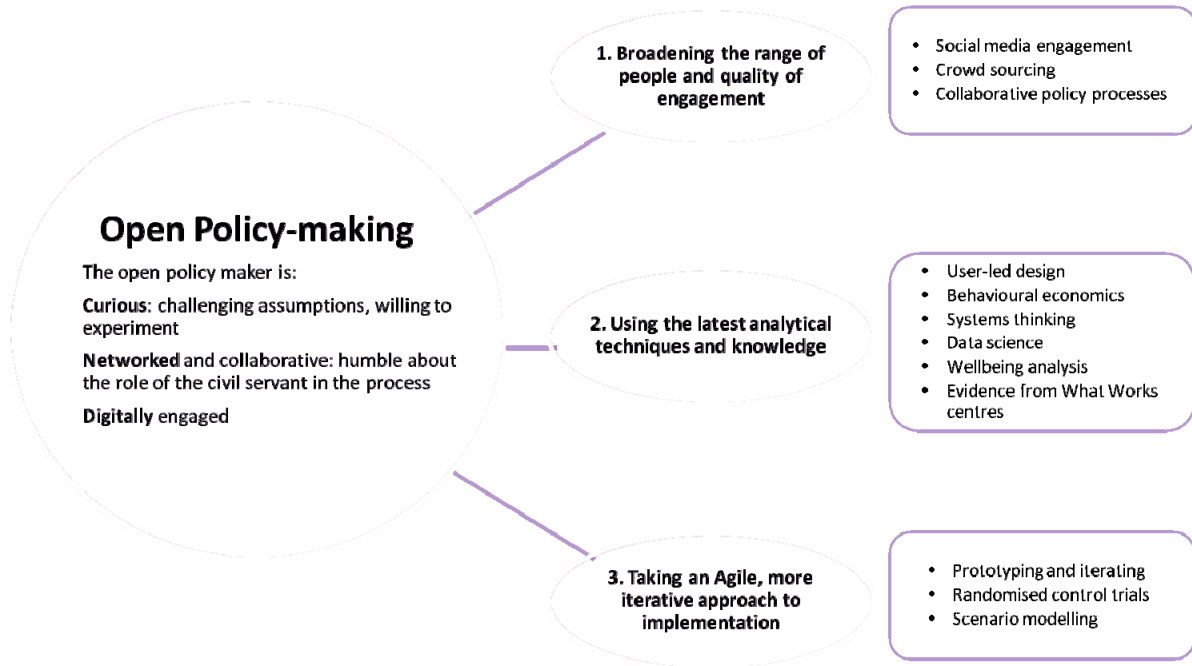 Open Policy-making
The open policy maker is:
Curious: challenging assumptions, willing to
experiment
Networked and collaborative: humble about
the role of the civil servant in the process
Digitally engaged
1. Broadening the range of
people and quality of
engagement
• Social media engagement
• Crowd sourcing
• Collaborative policy processes
2. Using the latest analytical
techniques and knowledge
• User-led design
• Behavioural economics
• Systems thinking
• Data science
• Wellbeing analysis
• Evidence from What Works
centres
3. Taking an Agile, more
iterative approach to
implementation
• Prototyping and iterating
• Randomised control trials
• Scenario modelling